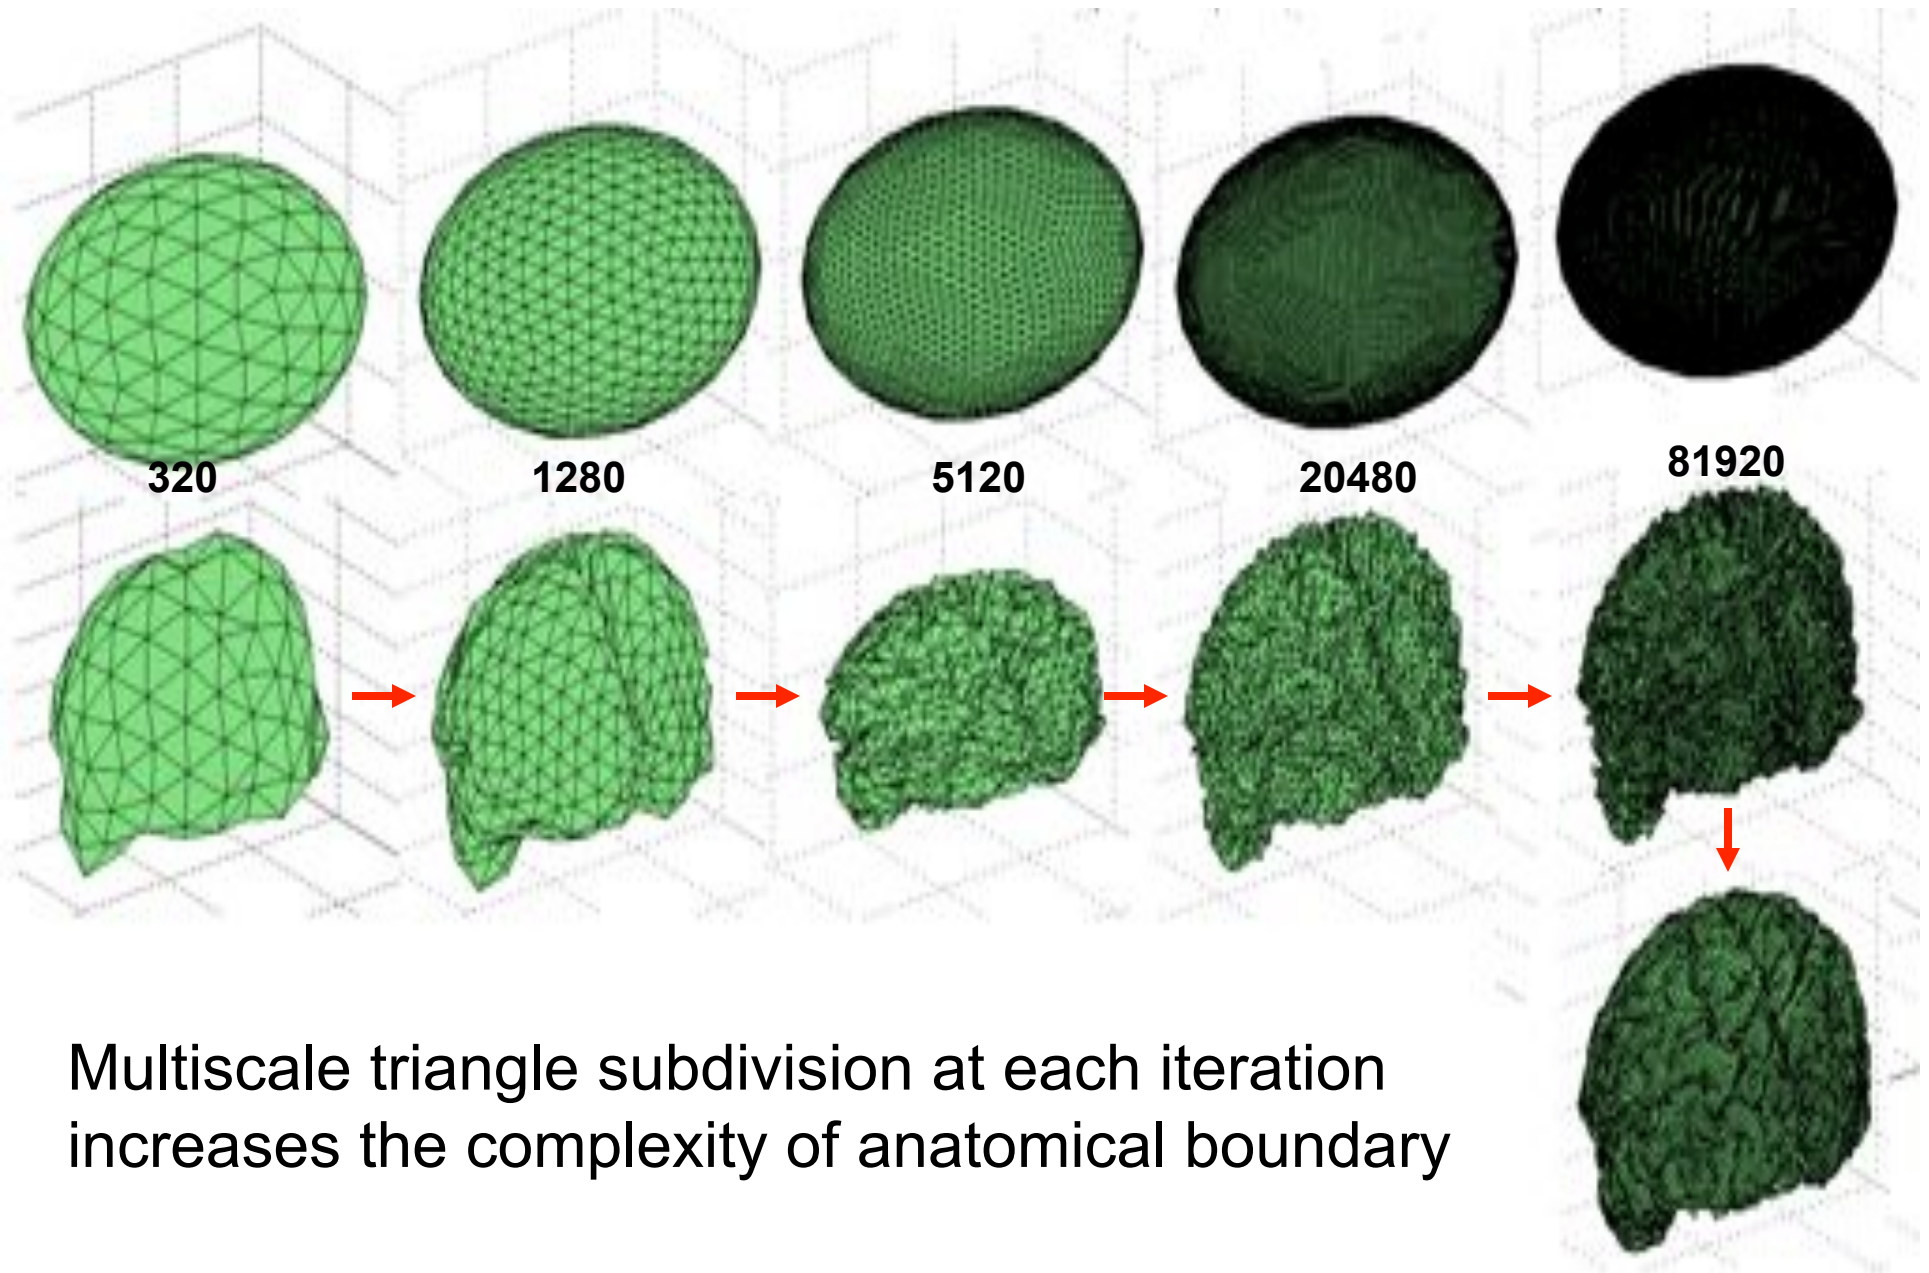 320
1280
5120
20480
81920
Multiscale triangle subdivision at each iteration
increases the complexity of anatomical boundary